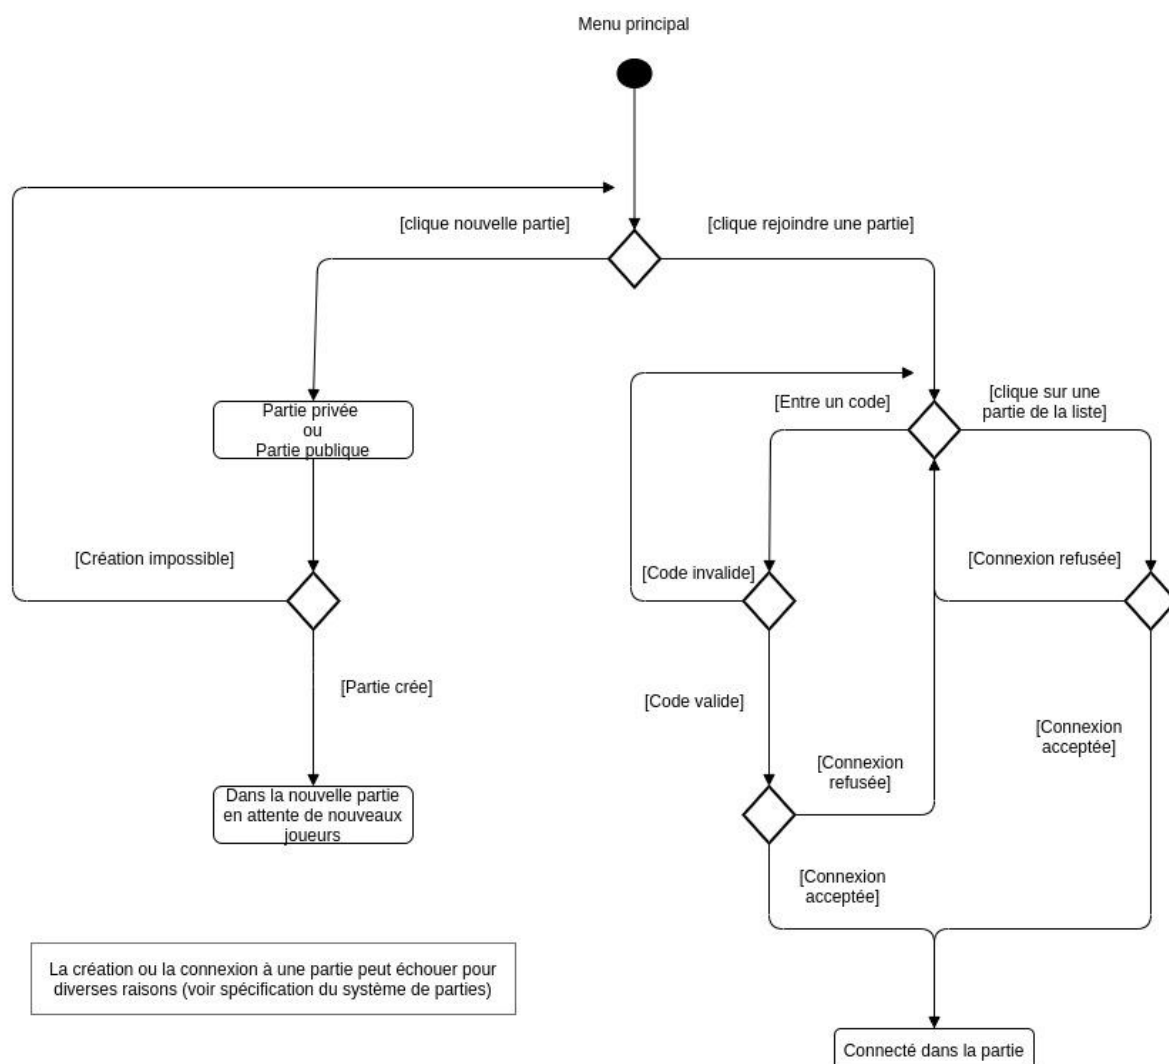 Menu principal
[clique nouvelle partie]
[clique rejoindre une partie]
Partie privée
ou
Partie publique
[Entre un code]
[clique sur une
partie de la liste]
[Création impossible]
[Code invalide]
[Connexion refusée]
[Partie crée]
[Code valide]
[Connexion
refusée]
[Connexion
acceptée]
Dans la nouvelle partie
en attente de nouveaux
joueurs
[Connexion
acceptée]
La création ou la connexion à une partie peut échouer pour
diverses raisons (voir spécification du système de parties)
Connecté dans la partie